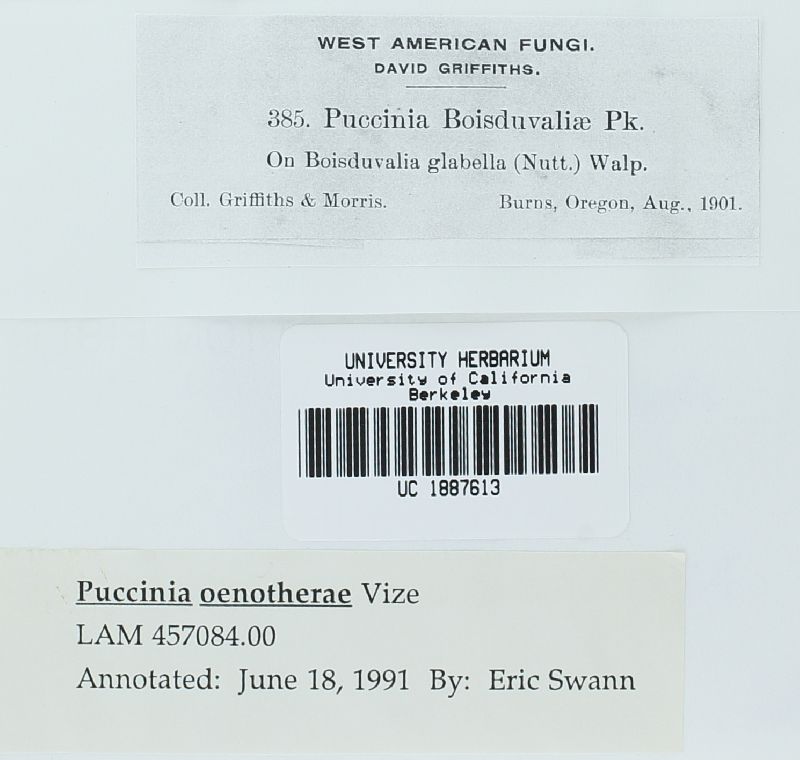 WEST AMERICAN FUNGI.
DAVID GRIFFITHS.
385. Puccinia Boisduvaliæ Pk.
On Boisduvalia glabella (Nutt.) Walp.
Coll. Griffiths & Morris. Burns, Oregon, Aug., 1901.
UNIVERSITY HERBARIUM
University of California
Berkeley
UC 1887613
Puccinia oenotherae Vize
LAM 457084.00
Annotated: June 18, 1991 By: Eric Swann